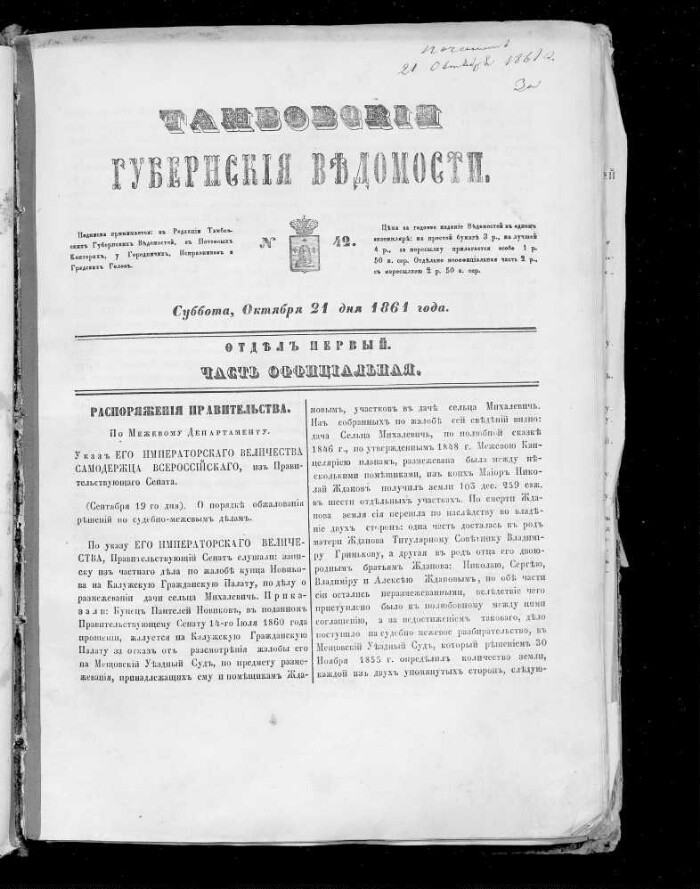 21 Октября 1861 г.
ТАМБОВСКІЯ
ГУБЕРНСКІЯ ВѢДОМОСТИ.
Подписка принимается: въ Редакціи Тамбов-
скихъ Губернскихъ Вѣдомостей, въ Почтовыхъ
Конторахъ, у Городничихъ, Исправниковъ и
Градскихъ Головъ.
№ 42.
Цѣна за годовое изданіе Вѣдомостей въ одномъ
экземплярѣ: на простой бумагѣ 3 р., на лучшей
4 р., за пересылку прилагается особо 1 р.
50 к. сер. Отдѣльно неоффиціальная часть 2 р.,
съ пересылкою 2 р. 50 к. сер.
Суббота, Октября 21 дня 1861 года.
ОТДѢЛЪ ПЕРВЫЙ.
ЧАСТЬ ОФФИЦІАЛЬНАЯ.
РАСПОРЯЖЕНІЯ ПРАВИТЕЛЬСТВА.
По Межевому Департаменту.
Указъ ЕГО ИМПЕРАТОРСКАГО ВЕЛИЧЕСТВА
САМОДЕРЖЦА ВСЕРОССІЙСКАГО, изъ Прави-
тельствующаго Сената.
(Сентября 19 го дня). О порядкѣ обжалованія
рѣшеній по судебно-межевымъ дѣламъ.
По указу ЕГО ИМПЕРАТОРСКАГО ВЕЛИЧЕ-
СТВА, Правительствующій Сенатъ слушали: запи-
ску изъ частнаго дѣла по жалобѣ купца Новико-
ва на Калужскую Гражданскую Палату, по дѣлу о
размежеваніи дачи сельца Михалевичъ. Прика-
зали: Купецъ Пантелей Новиковъ, въ поданномъ
Правительствующему Сенату 14-го Іюля 1860 года
прошеніи, жалуется на Калужскую Гражданскую
Палату за отказъ отъ разсмотрѣнія жалобы его
на Мещовскій Уѣздный Судъ, по предмету разме-
жеванія, принадлежащихъ ему и помѣщикамъ Жда-
новымъ, участковъ въ дачѣ сельца Михалевичъ.
Изъ собранныхъ по жалобѣ сей свѣдѣній видно:
дача Сельца Михалевичъ, по полюбной сказкѣ
1846 г., по утвержденнымъ 1848 г. Межевою Кан-
целяріею планамъ, размежевана была между нѣ-
сколькими помѣщиками, изъ коихъ Маіоръ Нико-
лай Ждановъ получилъ земли 103 дес. 259 саж.
въ шести отдѣльныхъ участкахъ. По смерти Жда-
нова земля сія перешла по наслѣдству во владѣ-
ніе двухъ сторонъ: одна часть досталась въ родъ
матери Жданова Титулярному Совѣтнику Владимі-
ру Гринькову, а другая въ родъ отца его двою-
роднымъ братьямъ Жданова: Николаю, Сергѣю,
Владиміру и Алексѣю Ждановымъ, но обѣ части
сіи остались неразмежеванными, вслѣдствіе чего
приступлено было къ полюбовному между ними
соглашенію, а за недостиженіемъ таковаго, дѣло
поступило на судебно межевое разбирательство, въ
Мещовскій Уѣздный Судъ, который рѣшеніемъ 30
Ноября 1855 г. опредѣлилъ количество земли,
каждой изъ двухъ упомянутыхъ сторонъ, слѣдую-